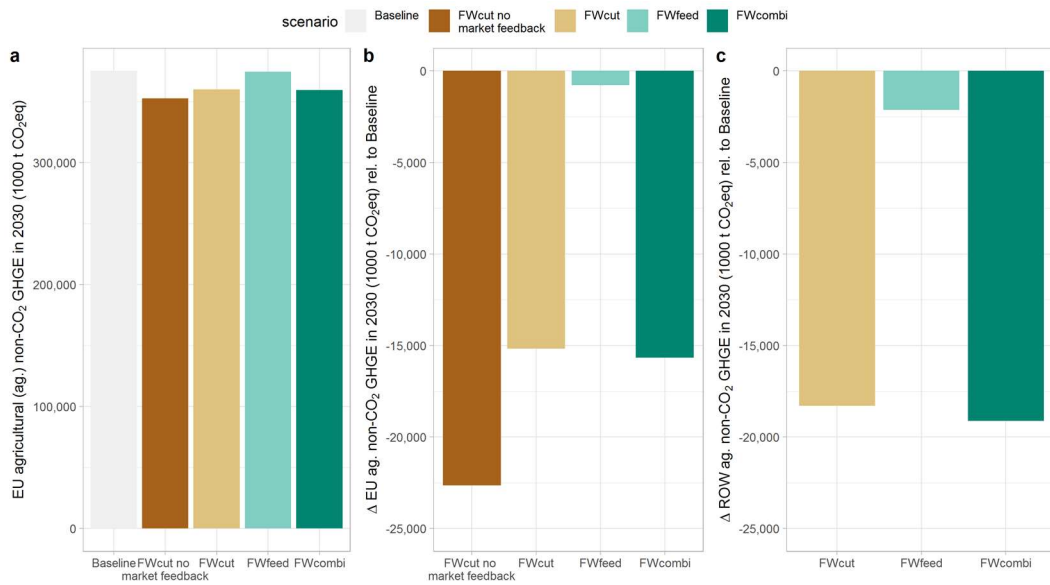 scenario
Baseline
FWcut no
market feedback
FWcut
FWfeed
FWcombi
a
EU agricultural (ag.) non-CO₂ GHGE in 2030 (1000 t CO₂eq)
300,000
200,000
100,000
0
Baseline
FWcut no
market feedback
FWcut
FWfeed
FWcombi
b
Δ EU ag. non-CO₂ GHGE in 2030 (1000 t CO₂eq) rel. to Baseline
0
-5,000
-10,000
-15,000
-20,000
-25,000
FWcut no
market feedback
FWcut
FWfeed
FWcombi
c
Δ ROW ag. non-CO₂ GHGE in 2030 (1000 t CO₂eq) rel. to Baseline
0
-5,000
-10,000
-15,000
-20,000
-25,000
FWcut
FWfeed
FWcombi